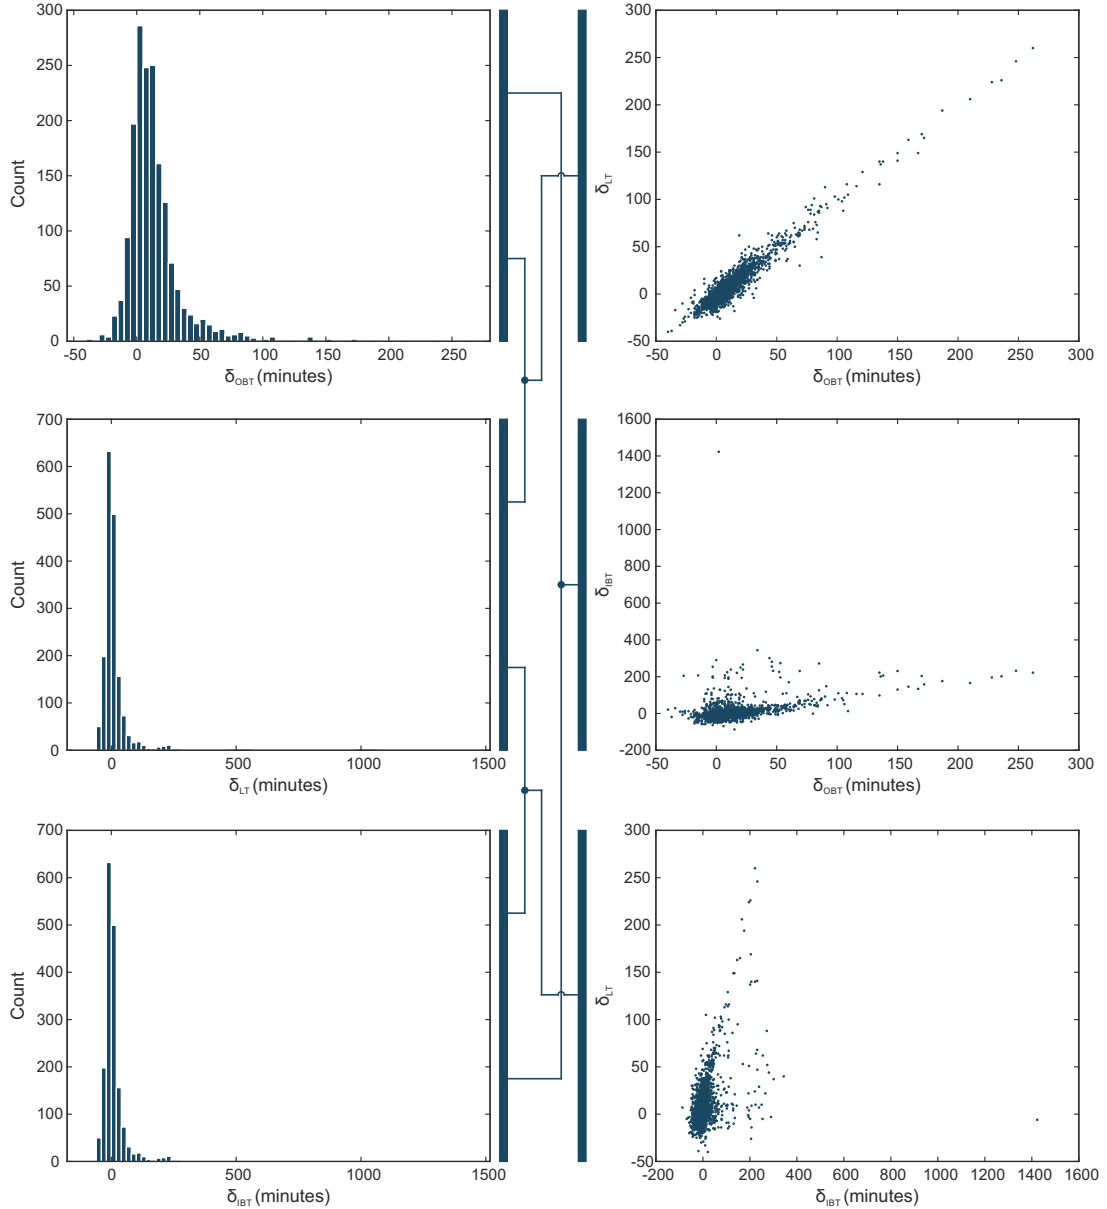 300
250
200
150
100
50
0
Count
-50 0 50 100 150 200 250
δOBT (minutes)
300
250
200
150
100
50
0
-50
δLT
-50 0 50 100 150 200 250 300
δOBT (minutes)
700
600
500
400
300
200
100
0
Count
0 500 1000 1500
δLT (minutes)
1600
1400
1200
1000
800
600
400
200
0
-200
δIBT
-50 0 50 100 150 200 250 300
δOBT (minutes)
700
600
500
400
300
200
100
0
Count
0 500 1000 1500
δIBT (minutes)
300
250
200
150
100
50
0
-50
δLT
-200 0 200 400 600 800 1000 1200 1400 1600
δIBT (minutes)